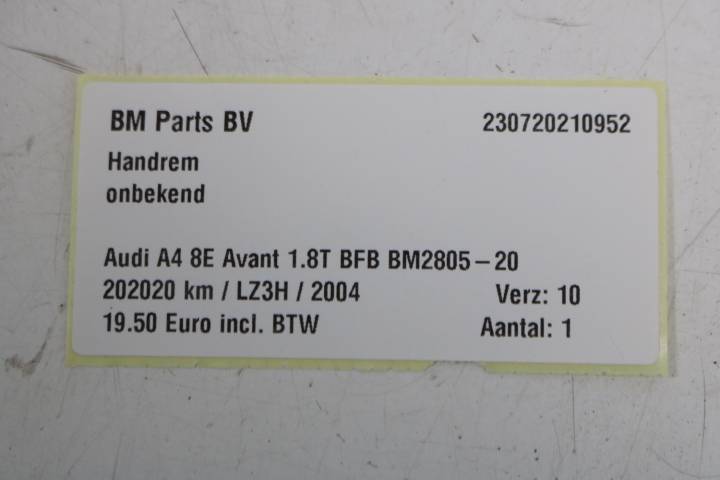 BM Parts BV 230720210952
Handrem
onbekend
Audi A4 8E Avant 1.8T BFB BM2805-20
202020 km / LZ3H / 2004 Verz: 10
19.50 Euro incl. BTW Aantal: 1